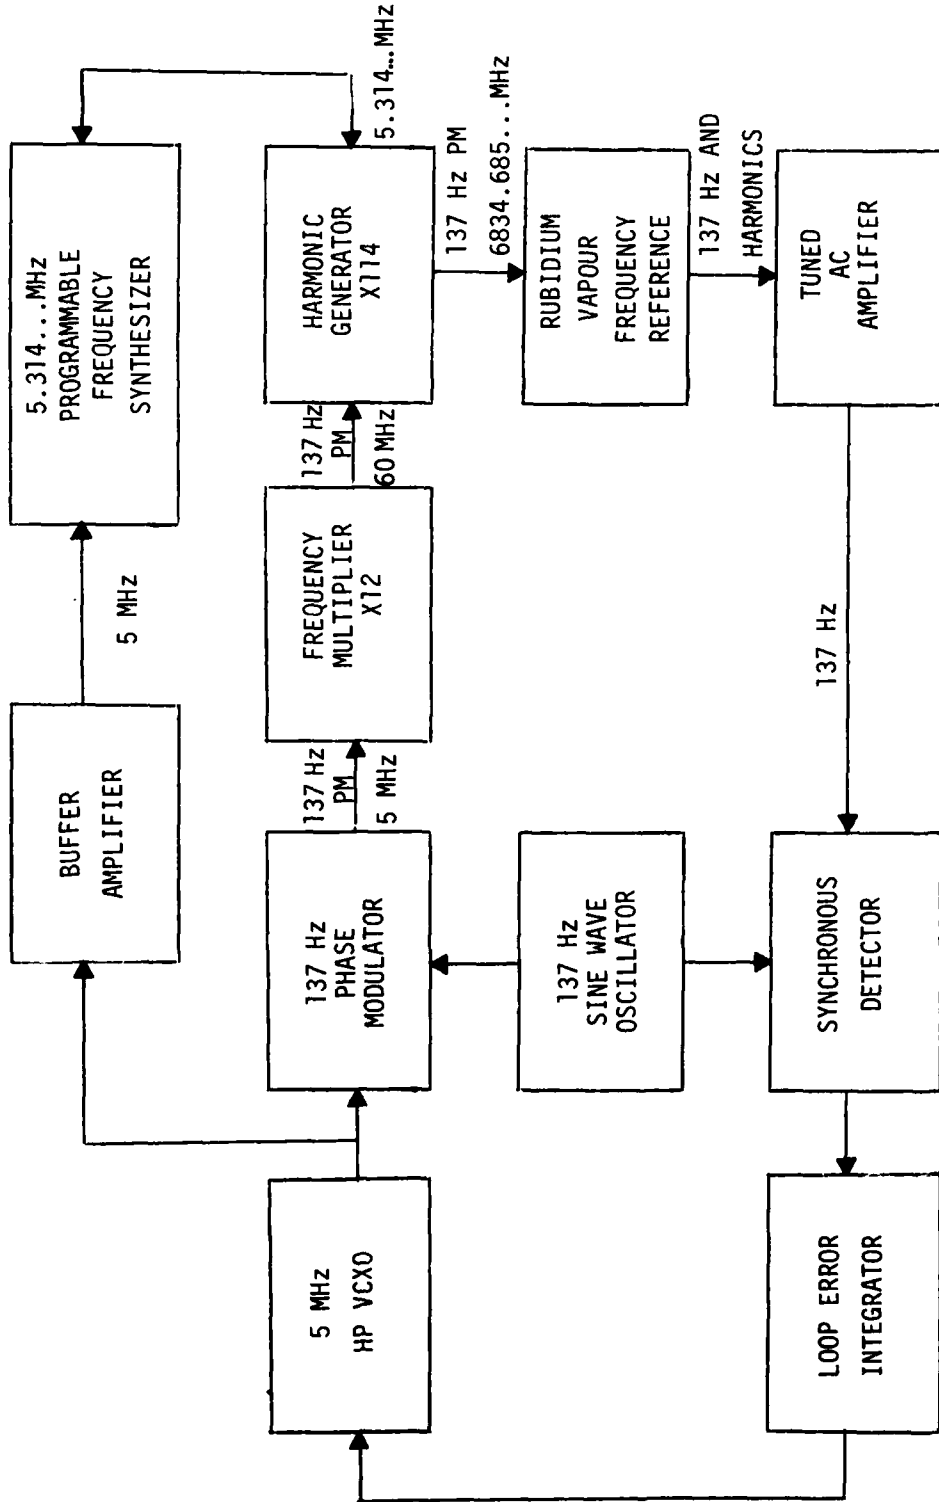 5 MHz
HP VCXO
BUFFER
AMPLIFIER
5 MHz
5.314...MHz
PROGRAMMABLE
FREQUENCY
SYNTHESIZER
137 Hz
PHASE
MODULATOR
137 Hz
PM
5 MHz
FREQUENCY
MULTIPLIER
X12
137 Hz
PM
60 MHz
HARMONIC
GENERATOR
X114
5.314...MHz
137 Hz PM
6834.685...MHz
137 Hz
SINE WAVE
OSCILLATOR
RUBIDIUM
VAPOUR
FREQUENCY
REFERENCE
137 Hz AND
HARMONICS
LOOP ERROR
INTEGRATOR
SYNCHRONOUS
DETECTOR
137 Hz
TUNED
AC
AMPLIFIER